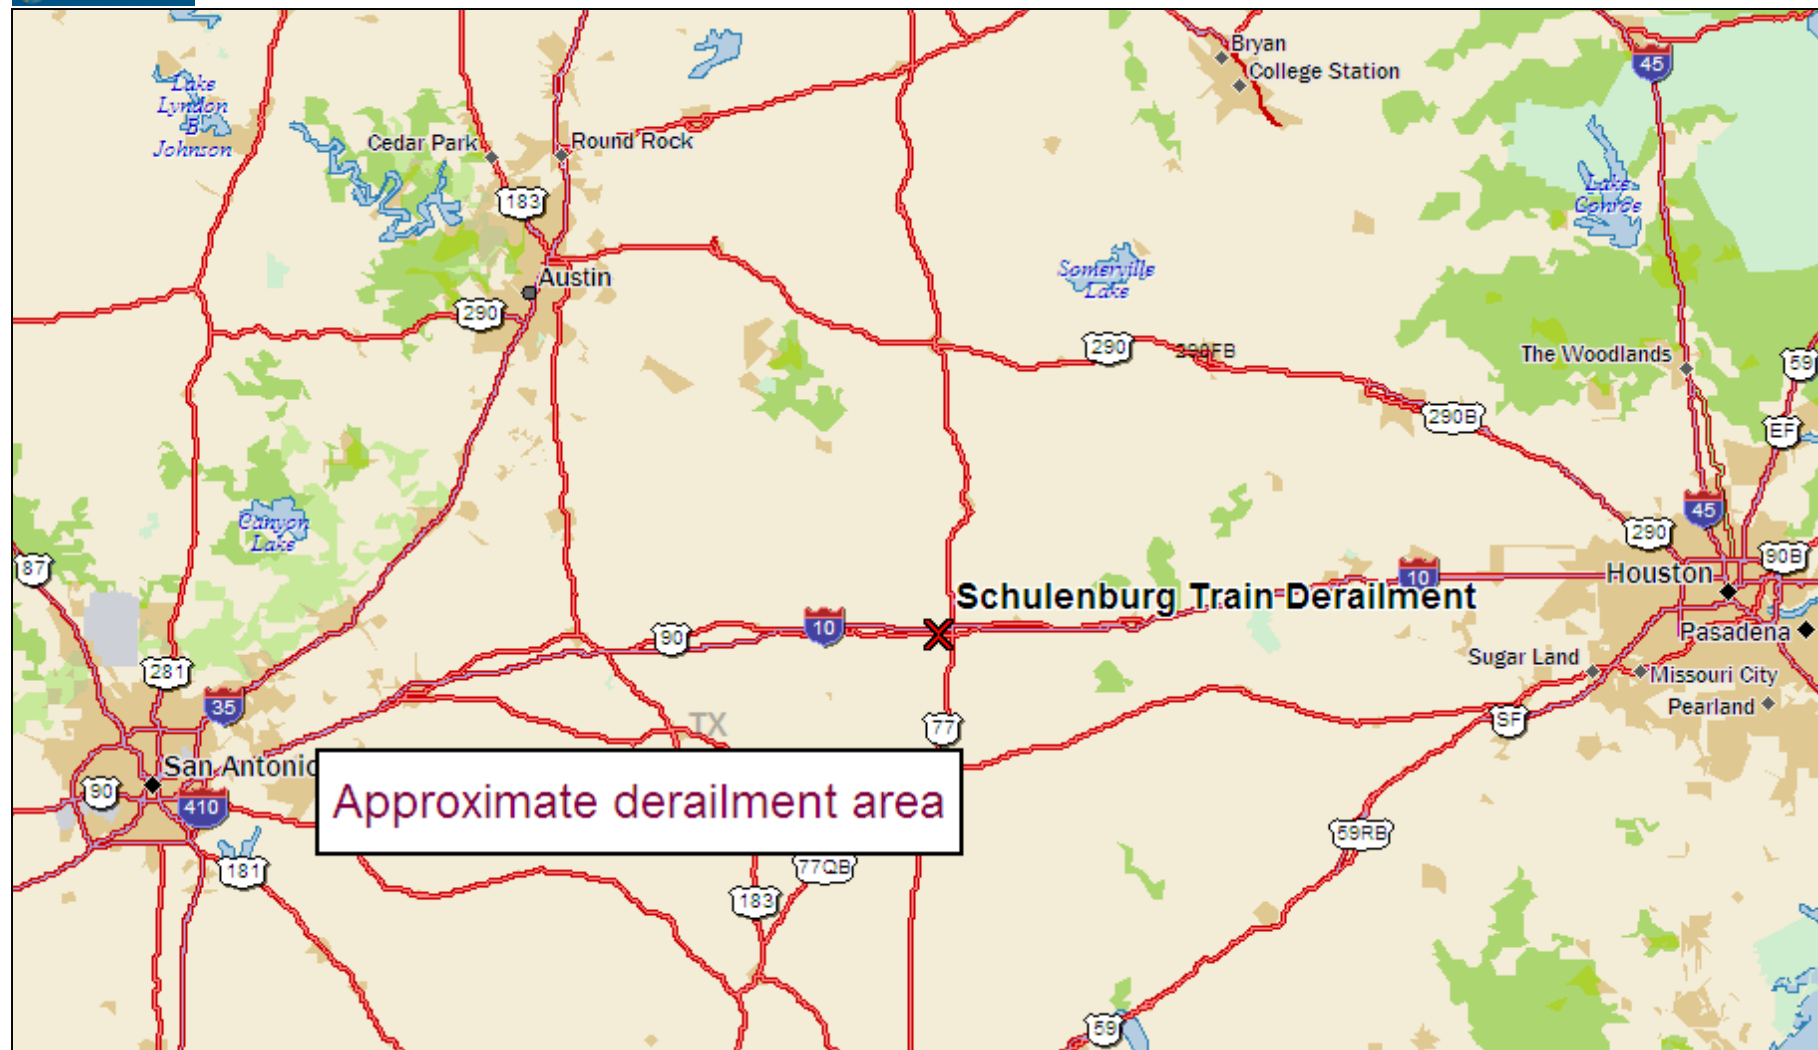 Bryan
College Station
45
Lake
Lyndon
B
Johnson
Cedar Park
Round Rock
183
Lake
Conroe
Somerville
Lake
Austin
290
290
290FB
The Woodlands
59
290B
EF
Canyon
Lake
45
290
90B
87
10
Houston
Schulenburg Train Derailment
90
10
Pasadena
281
Sugar Land
Missouri City
35
Pearland
TX
77
SF
San Antonio
90
410
Approximate derailment area
59RB
181
77QB
183
59